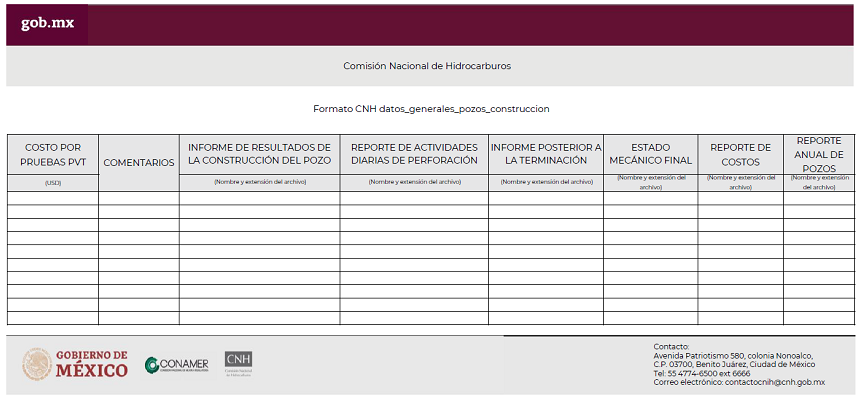 gob.mx
Comisión Nacional de Hidrocarburos
Formato CNH datos_generales_pozos_construccion
COSTO POR
PRUEBAS PVT
(USD)
COMENTARIOS
INFORME DE RESULTADOS DE
LA CONSTRUCCIÓN DEL POZO
(Nombre y extensión del archivo)
REPORTE DE ACTIVIDADES
DIARIAS DE PERFORACIÓN
(Nombre y extensión del archivo)
INFORME POSTERIOR A
LA TERMINACIÓN
(Nombre y extensión del archivo)
ESTADO
MECÁNICO FINAL
(Nombre y extensión del
archivo)
REPORTE DE
COSTOS
(Nombre y extensión del
archivo)
REPORTE
ANUAL DE
POZOS
(Nombre y extensión
del archivo)
GOBIERNO DE
MÉXICO
CONAMER
CNH
Comisión Nacional
de Hidrocarburos
Contacto:
Avenida Patriotismo 580, colonia Nonoalco,
C.P. 03700, Benito Juárez, Ciudad de México
Tel: 55 4774-6500 ext 6666
Correo electrónico: contactocnih@cnh.gob.mx